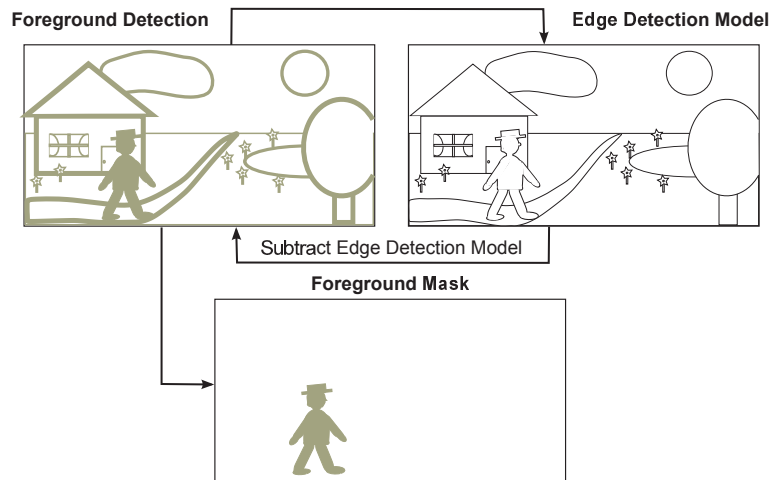 Foreground Detection
Edge Detection Model
Subtract Edge Detection Model
Foreground Mask